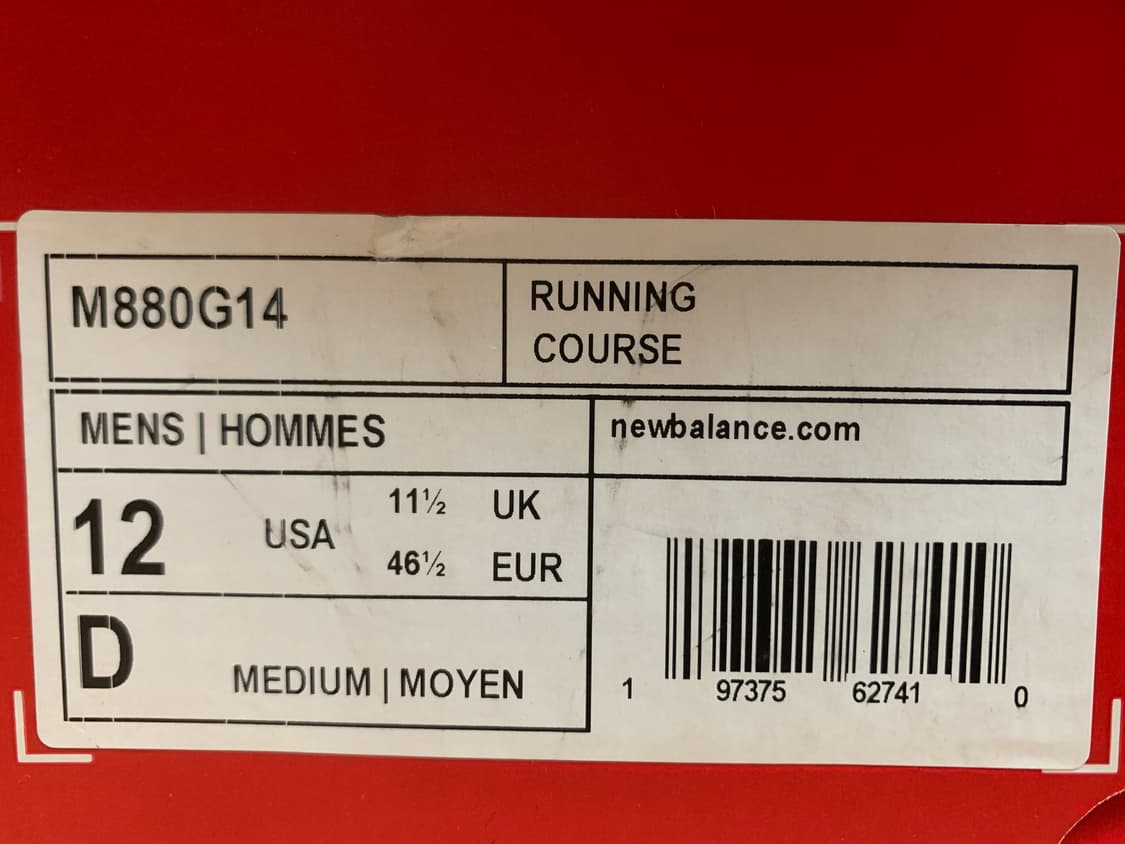 M880G14
RUNNING
COURSE
MENS | HOMMES
newbalance.com
12 USA 11½ UK
46½ EUR
D MEDIUM | MOYEN
1 97375 62741 0